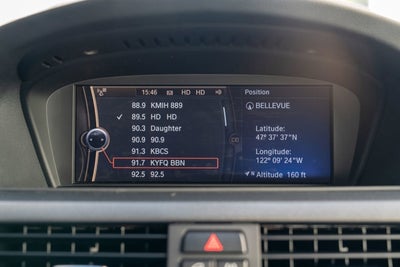 15:46 HD HD Position
88.9 KMIH 889
BELLEVUE
89.5 HD HD
90.3 Daughter
Latitude:
90.9 90.9
47° 37' 37"N
91.3 KBCS
Longitude:
91.7 KYFQ BBN
122° 09' 24"W
92.5 92.5
Altitude 160 ft